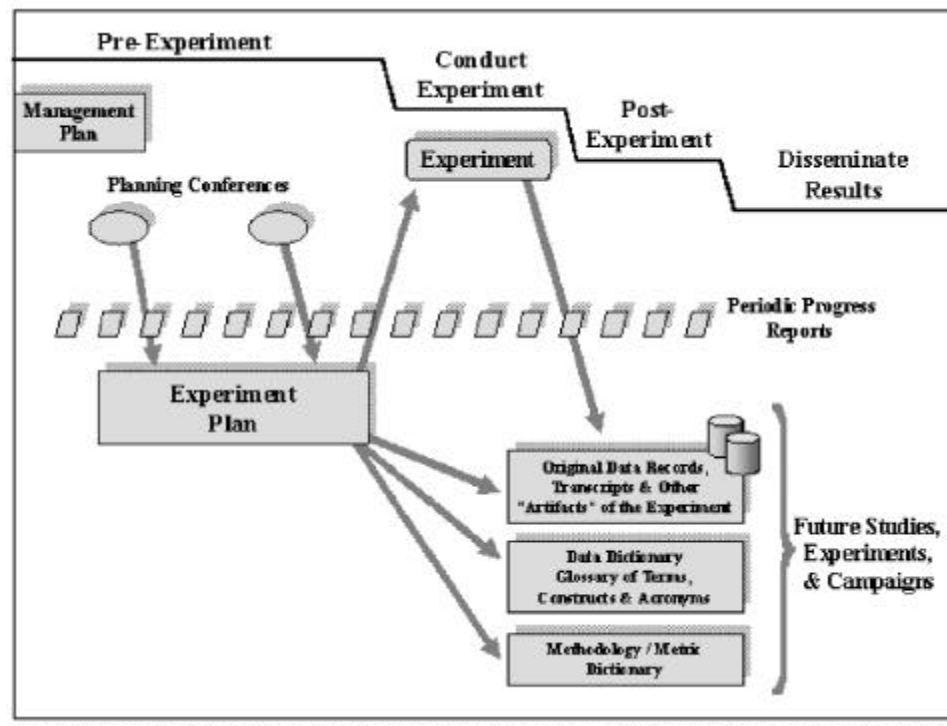 Pre-Experiment
Conduct
Experiment
Post-
Experiment
Disseminate
Results
Management
Plan
Experiment
Planning Conferences
Periodic Progress
Reports
Experiment
Plan
Original Data Records,
Transcripts & Other
"Artifacts" of the Experiment
Data Dictionary
Glossary of Terms,
Constructs & Acronyms
Methodology / Metric
Dictionary
Future Studies,
Experiments,
& Campaigns